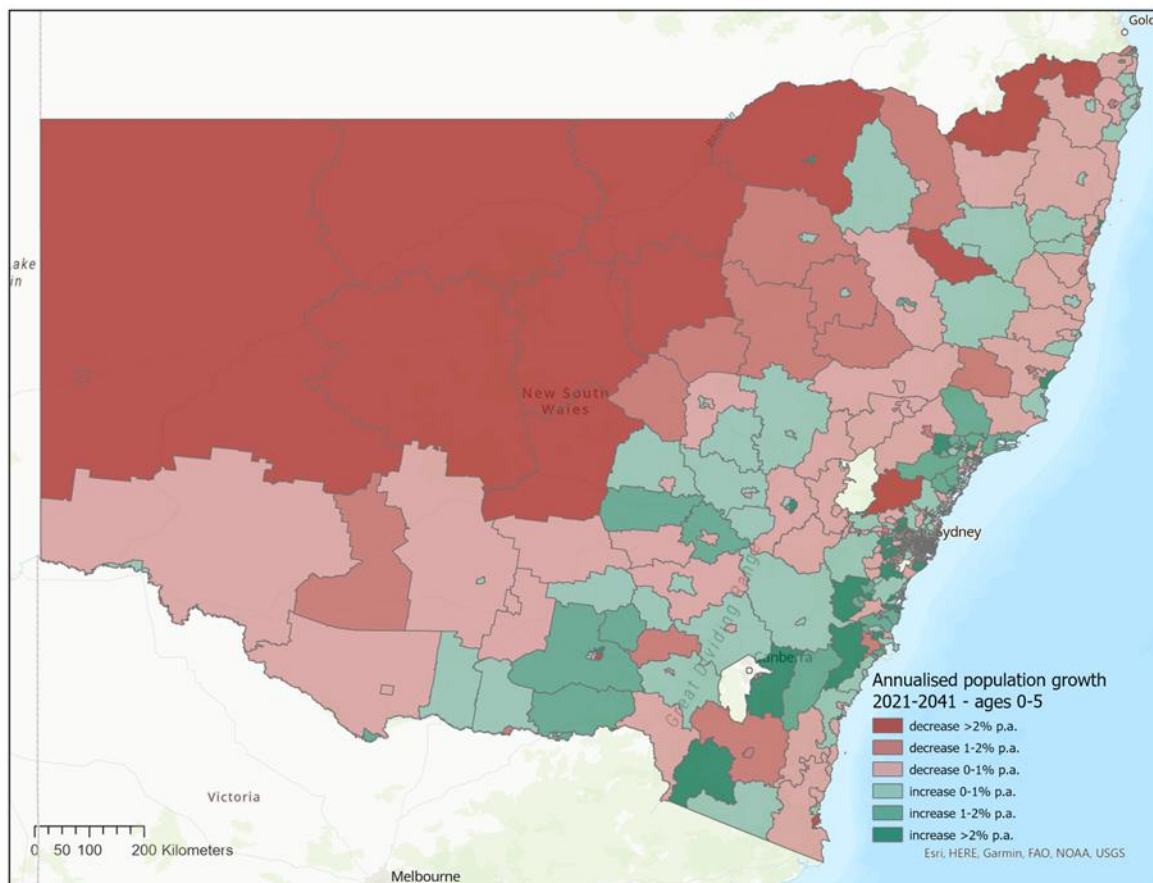 Gold
lake
in
New South
Wales
Sydney
Great Dividing Rang
Canberra
Annualised population growth
2021-2041 - ages 0-5
decrease >2% p.a.
decrease 1-2% p.a.
decrease 0-1% p.a.
increase 0-1% p.a.
increase 1-2% p.a.
increase >2% p.a.
Victoria
0 50 100 200 Kilometers
Esri, HERE, Garmin, FAO, NOAA, USGS
Melbourne